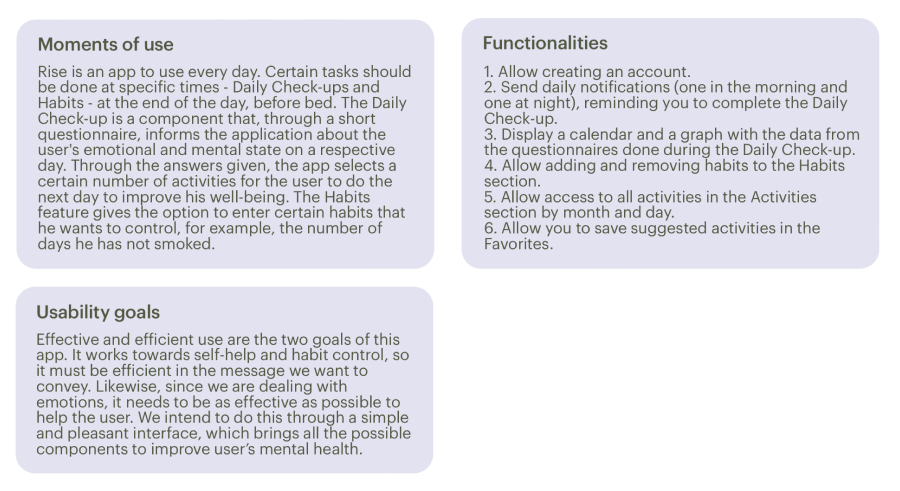 Moments of use
Rise is an app to use every day. Certain tasks should
be done at specific times - Daily Check-ups and
Habits - at the end of the day, before bed. The Daily
Check-up is a component that, through a short
questionnaire, informs the application about the
user's emotional and mental state on a respective
day. Through the answers given, the app selects a
certain number of activities for the user to do the
next day to improve his well-being. The Habits
feature gives the option to enter certain habits that
he wants to control, for example, the number of
days he has not smoked.
Functionalities
1. Allow creating an account.
2. Send daily notifications (one in the morning and
one at night), reminding you to complete the Daily
Check-up.
3. Display a calendar and a graph with the data from
the questionnaires done during the Daily Check-up.
4. Allow adding and removing habits to the Habits
section.
5. Allow access to all activities in the Activities
section by month and day.
6. Allow you to save suggested activities in the
Favorites.
Usability goals
Effective and efficient use are the two goals of this
app. It works towards self-help and habit control, so
it must be efficient in the message we want to
convey. Likewise, since we are dealing with
emotions, it needs to be as effective as possible to
help the user. We intend to do this through a simple
and pleasant interface, which brings all the possible
components to improve user’s mental health.